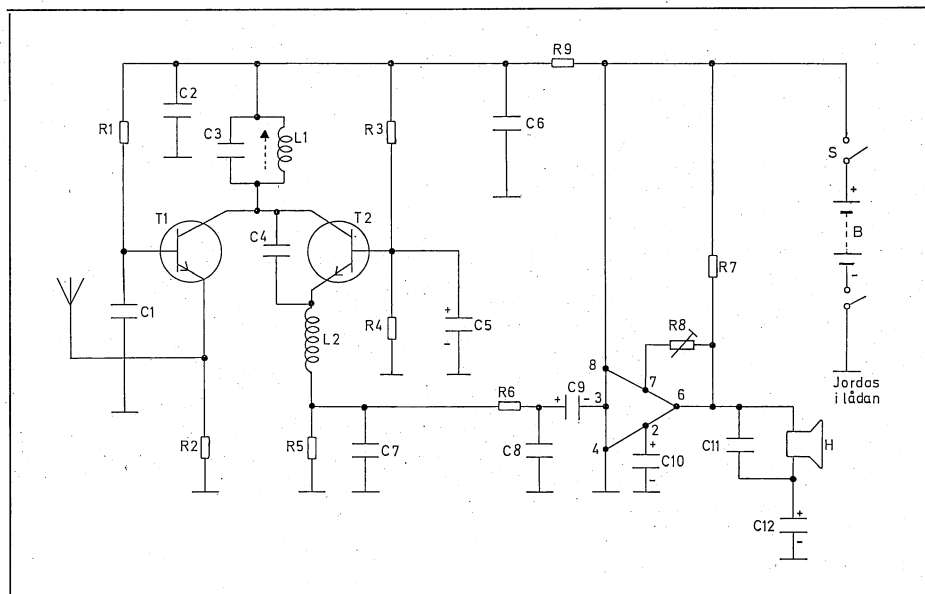 R9
C2
R1
C3
L1
R3
C6
S
T1
T2
+
B
-
C4
R7
C1
L2
R4
+
C5
-
R8
8
7
R6
C9
+
-
3
6
2
4
Jordas
i lådan
R2
R5
C7
C8
+
C10
-
C11
H
C12
+
-